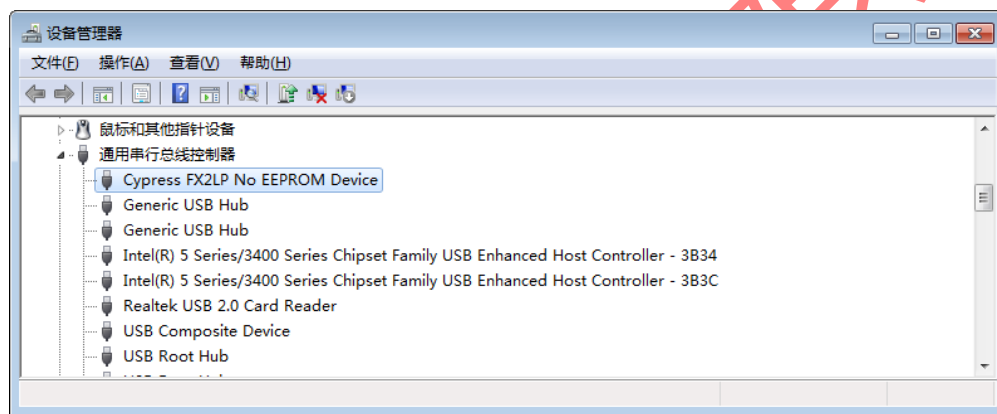 设备管理器
文件(F) 操作(A) 查看(V) 帮助(H)
鼠标和其他指针设备
通用串行总线控制器
Cypress FX2LP No EEPROM Device
Generic USB Hub
Generic USB Hub
Intel(R) 5 Series/3400 Series Chipset Family USB Enhanced Host Controller - 3B34
Intel(R) 5 Series/3400 Series Chipset Family USB Enhanced Host Controller - 3B3C
Realtek USB 2.0 Card Reader
USB Composite Device
USB Root Hub